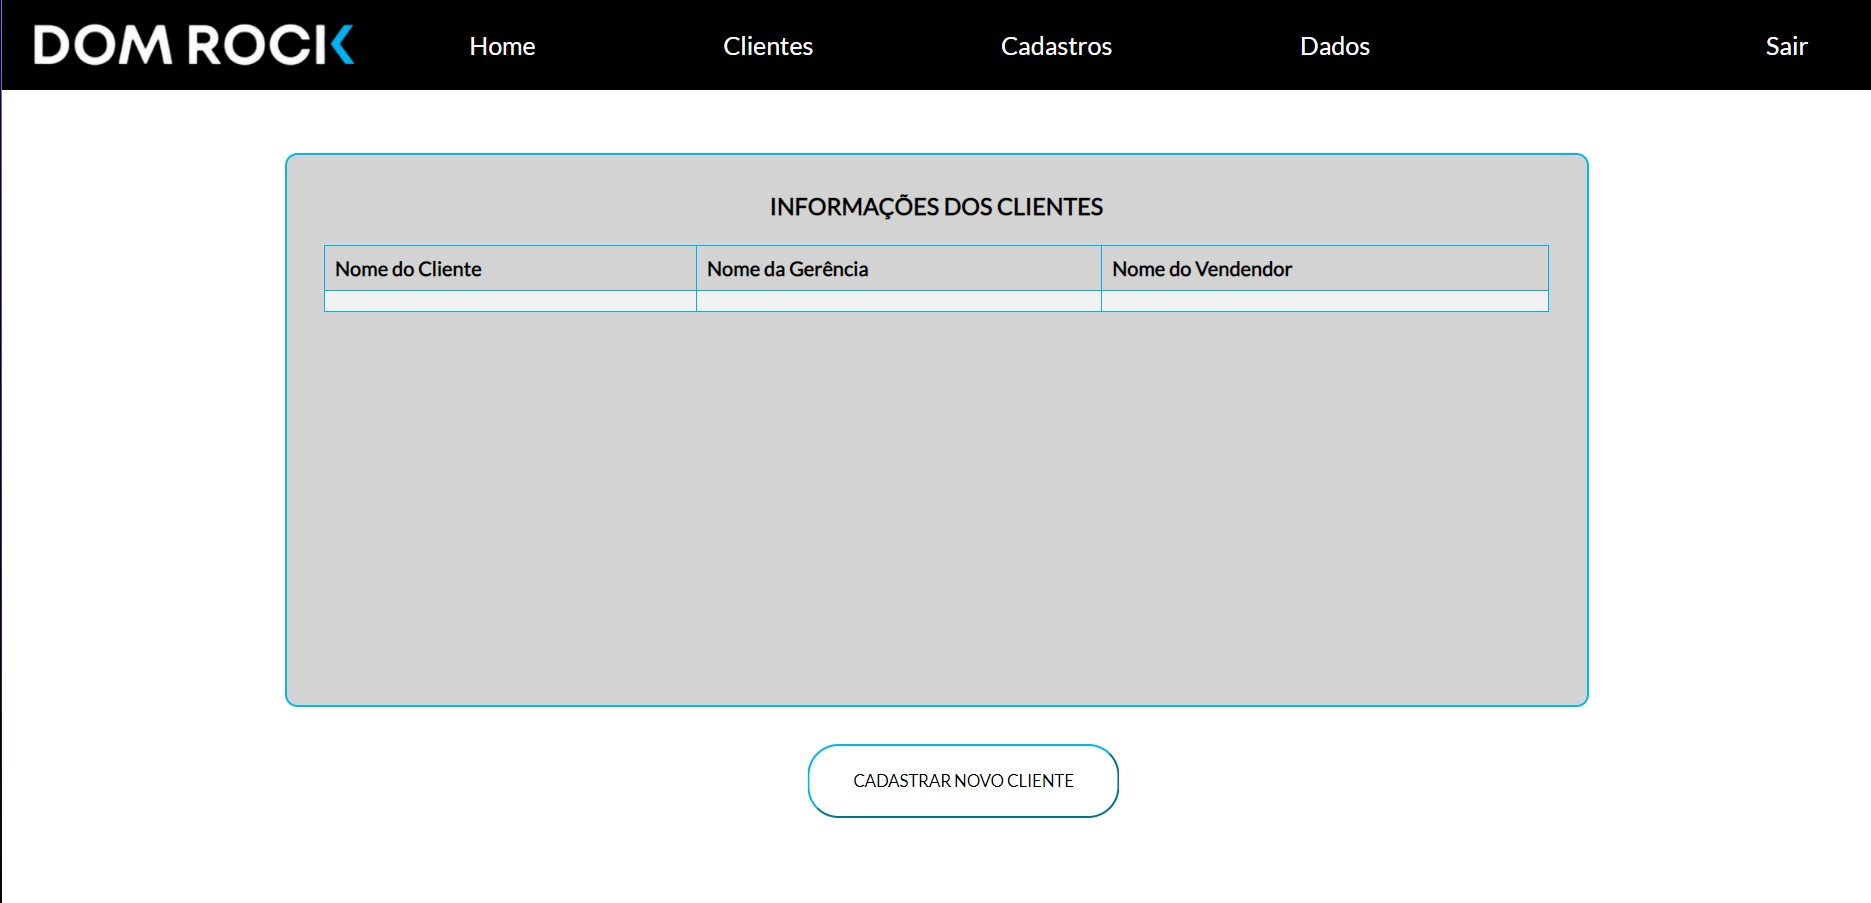 DOM ROCK Home Clientes Cadastros Dados Sair
INFORMAÇÕES DOS CLIENTES
Nome do Cliente Nome da Gerência Nome do Vendendor
CADASTRAR NOVO CLIENTE